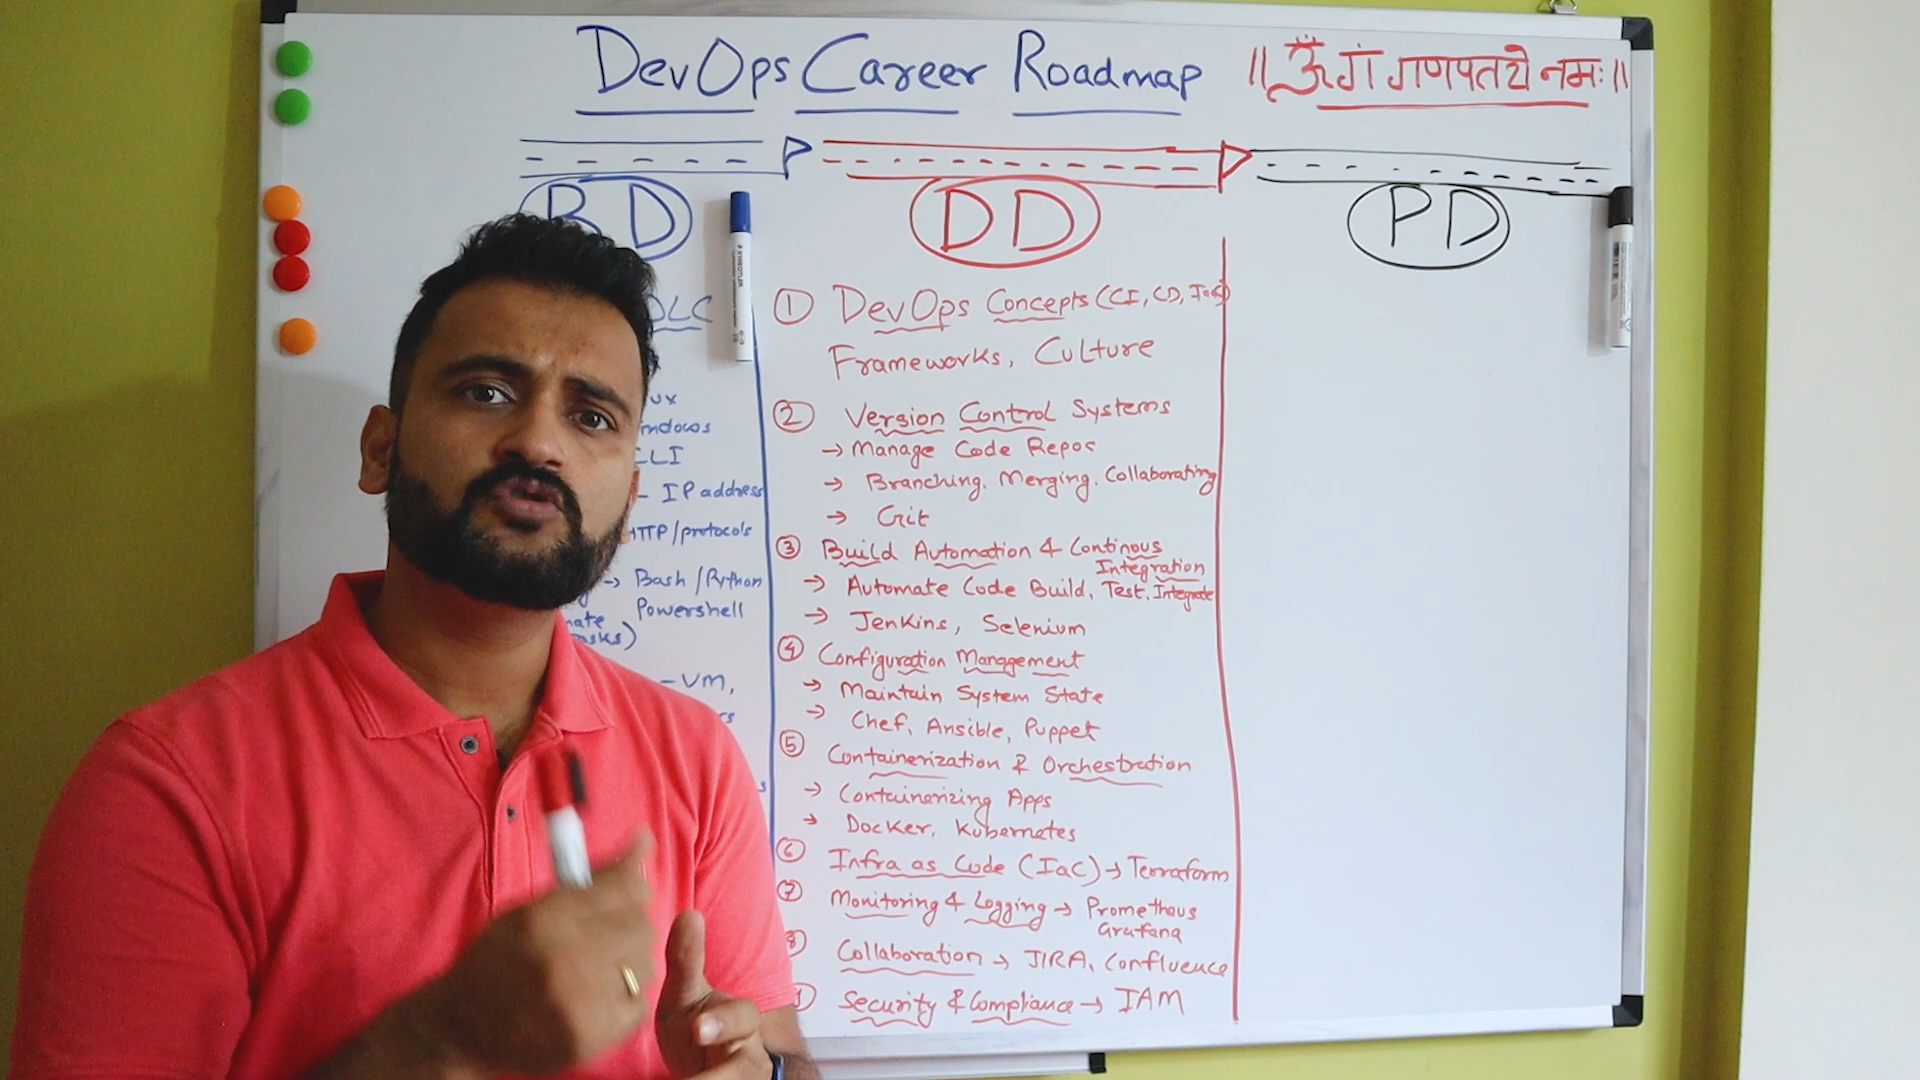 DevOps Career Roadmap
॥ ॐ गं गणपतये नमः ॥
BD
DD
PD
DLC
ux
ndows
CLI
- IP address
HTTP/protocols
→ Bash/Python
Powershell
mate
asks)
- VM,
rs
s
① DevOps Concepts (CI, CD, IaC)
Frameworks, Culture
② Version Control Systems
→ Manage Code Repos
→ Branching, Merging, Collaborating
→ Git
③ Build Automation & Continous
Integration
→ Automate Code Build, Test, Integrate
→ Jenkins, Selenium
④ Configuration Management
→ Maintain System State
→ Chef, Ansible, Puppet
⑤ Containerization & Orchestration
→ Containerizing Apps
→ Docker, Kubernetes
⑥ Infra as Code (IaC) → Terraform
⑦ Monitoring & Logging → Prometheus
Grafana
⑧ Collaboration → JIRA, Confluence
Security & Compliance → IAM